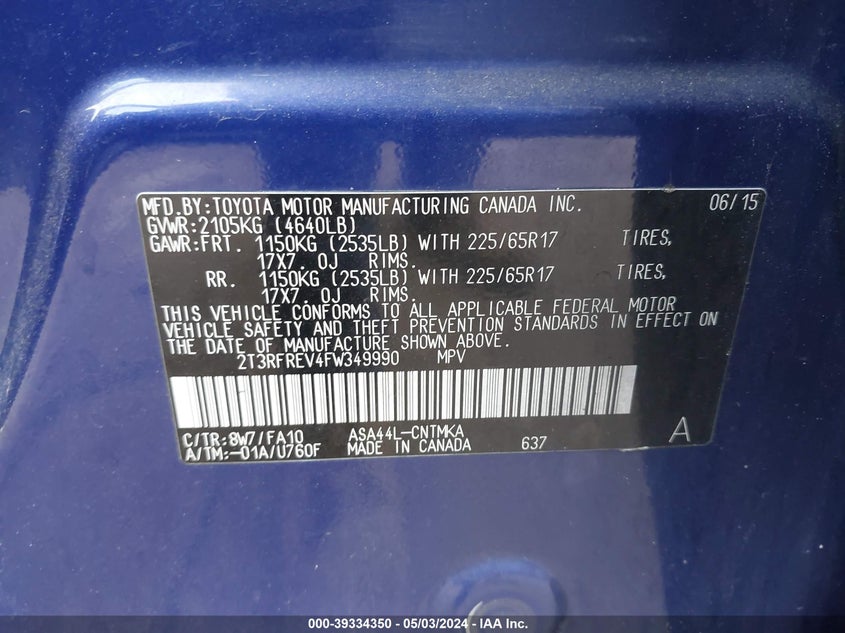 MFD.BY:TOYOTA MOTOR MANUFACTURING CANADA INC. 06/15
GVWR:2105KG (4640LB)
GAWR:FRT. 1150KG (2535LB) WITH 225/65R17 TIRES,
17X7.0J RIMS.
RR. 1150KG (2535LB) WITH 225/65R17 TIRES,
17X7.0J RIMS.
THIS VEHICLE CONFORMS TO ALL APPLICABLE FEDERAL MOTOR
VEHICLE SAFETY AND THEFT PREVENTION STANDARDS IN EFFECT ON
THE DATE OF MANUFACTURE SHOWN ABOVE.
2T3RFREV4FW349990 MPV
C/TR:8W7/FA10 ASA44L-CNTMKA
A/TM:-01A/U760F MADE IN CANADA 637 A
000-39334350 - 05/03/2024 - IAA Inc.